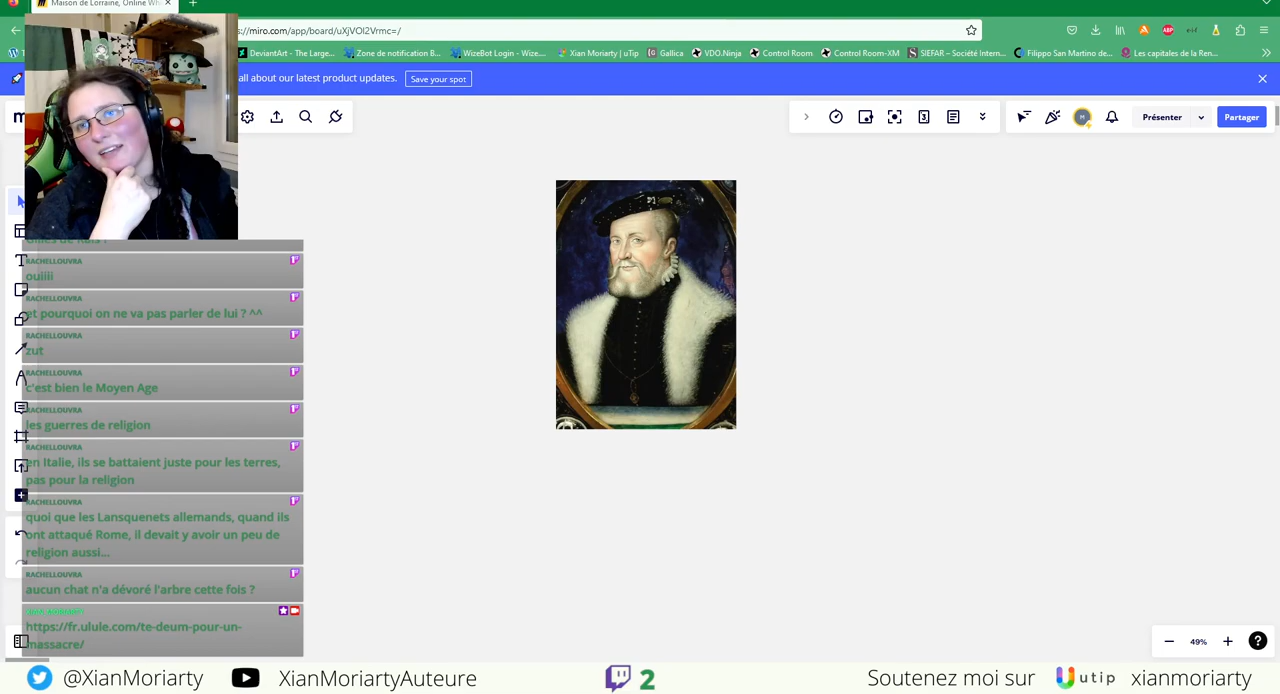 Maison de Lorraine, Online Wh
s://miro.com/app/board/uXjVOl2Vrmc=/
DeviantArt - The Large...
Zone de notification B...
WizeBot Login - Wize....
Xian Moriarty | uTip
Gallica
VDO.Ninja
Control Room
Control Room-XM
SIEFAR – Société Intern...
Filippo San Martino de...
Les capitales de la Ren...
all about our latest product updates.
Save your spot
Présenter
Partager
Gilles de Rais ?
RACHELLOUVRA
ouiiii
RACHELLOUVRA
et pourquoi on ne va pas parler de lui ? ^^
RACHELLOUVRA
zut
RACHELLOUVRA
c'est bien le Moyen Age
RACHELLOUVRA
les guerres de religion
RACHELLOUVRA
en Italie, ils se battaient juste pour les terres,
pas pour la religion
RACHELLOUVRA
quoi que les Lansquenets allemands, quand ils
ont attaqué Rome, il devait y avoir un peu de
religion aussi...
RACHELLOUVRA
aucun chat n'a dévoré l'arbre cette fois ?
XIAN_MORIARTY
https://fr.ulule.com/te-deum-pour-un-
massacre/
49%
@XianMoriarty
XianMoriartyAuteure
2
Soutenez moi sur
utip
xianmoriarty